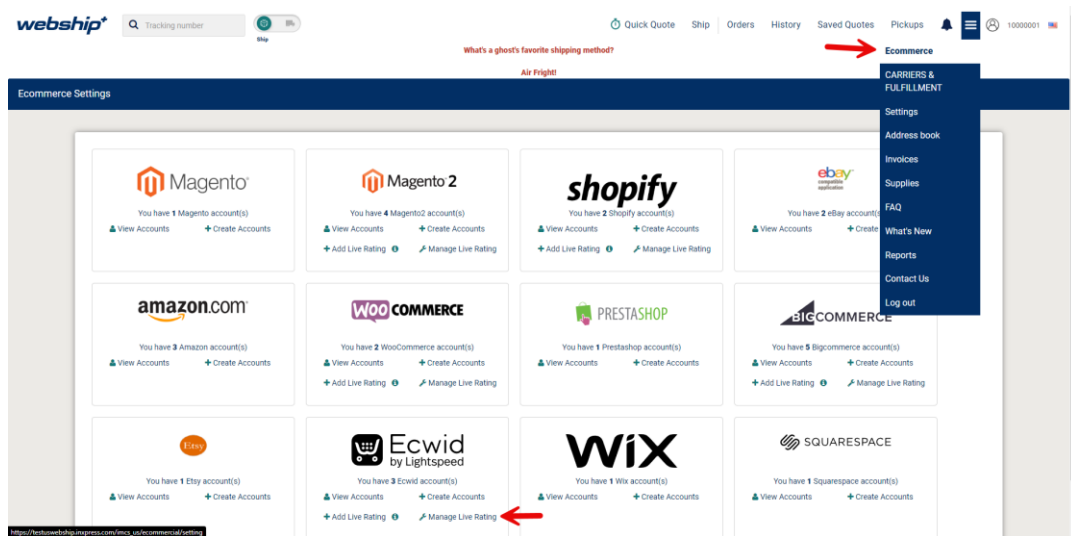 webship+
Tracking number
Ship
Quick Quote
Ship
Orders
History
Saved Quotes
Pickups
10000001
What's a ghost's favorite shipping method?
Air Fright!
Ecommerce
CARRIERS &
FULFILLMENT
Settings
Address book
Invoices
Supplies
FAQ
What's New
Reports
Contact Us
Log out
Ecommerce Settings
Magento
You have 1 Magento account(s)
View Accounts
+ Create Accounts
Magento 2
You have 4 Magento2 account(s)
View Accounts
+ Create Accounts
+ Add Live Rating
Manage Live Rating
shopify
You have 2 Shopify account(s)
View Accounts
+ Create Accounts
+ Add Live Rating
Manage Live Rating
ebay
compatible
application
You have 2 eBay account(s
View Accounts
+ Create
amazon.com
You have 3 Amazon account(s)
View Accounts
+ Create Accounts
WOO COMMERCE
You have 2 WooCommerce account(s)
View Accounts
+ Create Accounts
+ Add Live Rating
Manage Live Rating
PRESTASHOP
You have 1 Prestashop account(s)
View Accounts
+ Create Accounts
BIGCOMMERCE
You have 5 Bigcommerce account(s)
View Accounts
+ Create Accounts
+ Add Live Rating
Manage Live Rating
Etsy
You have 1 Etsy account(s)
View Accounts
+ Create Accounts
Ecwid
by Lightspeed
You have 3 Ecwid account(s)
View Accounts
+ Create Accounts
+ Add Live Rating
Manage Live Rating
WiX
You have 1 Wix account(s)
View Accounts
+ Create Accounts
SQUARESPACE
You have 1 Squarespace account(s)
View Accounts
+ Create Accounts
https://testuswebship.inxpress.com/imcs_us/ecommercial/setting